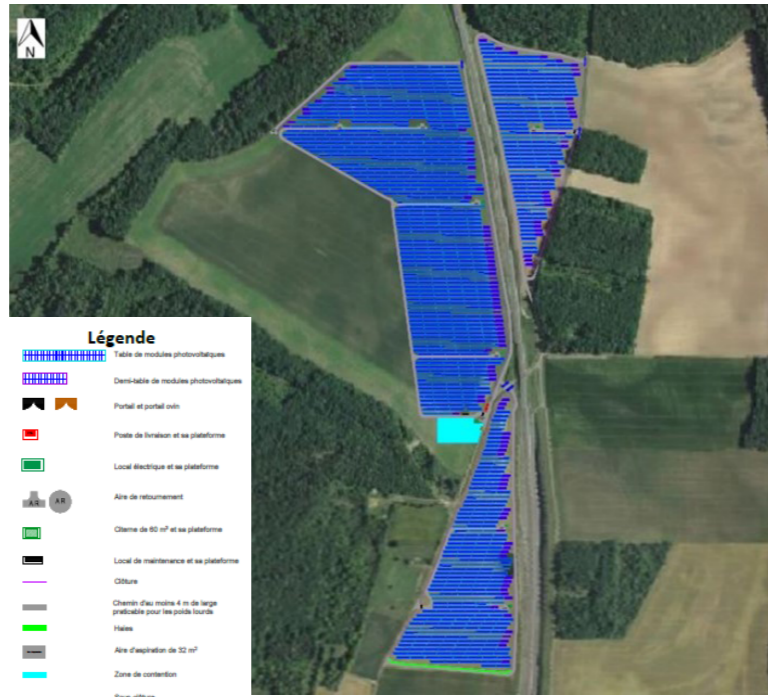 N
Légende
Table de modules photovoltaïques
Demi-table de modules photovoltaïques
Portail et portail ovin
Poste de livraison et sa plateforme
Local électrique et sa plateforme
AR AR Aire de retournement
Citerne de 60 m³ et sa plateforme
Local de maintenance et sa plateforme
Clôture
Chemin d'au moins 4 m de large
praticable pour les poids lourds
Haies
Aire d'aspiration de 32 m²
Zone de contention